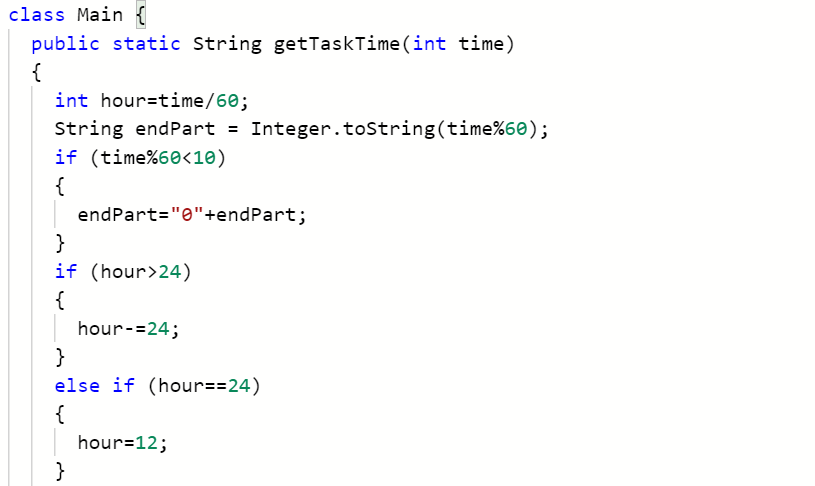 class Main {
public static String getTaskTime(int time)
{
int hour=time/60;
String endPart = Integer.toString(time%60);
if (time%60<10)
{
endPart="0"+endPart;
}
if (hour>24)
{
hour-=24;
}
else if (hour==24)
{
hour=12;
}